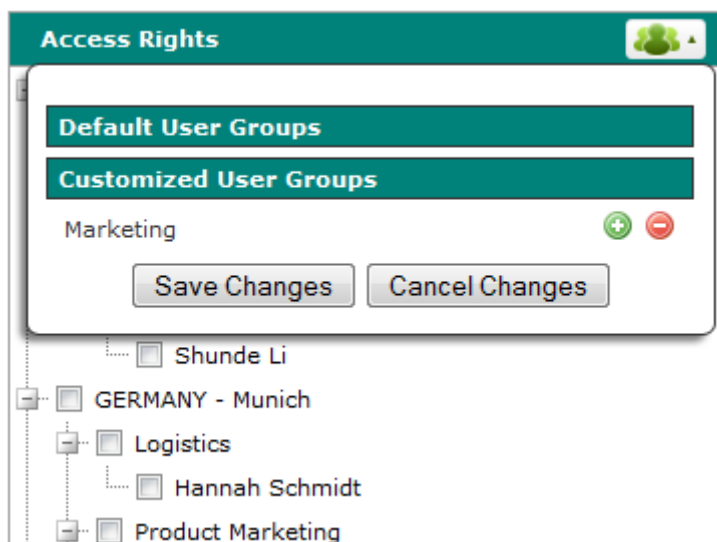 Access Rights
Default User Groups
Customized User Groups
Marketing
Save Changes Cancel Changes
Shunde Li
GERMANY - Munich
Logistics
Hannah Schmidt
Product Marketing